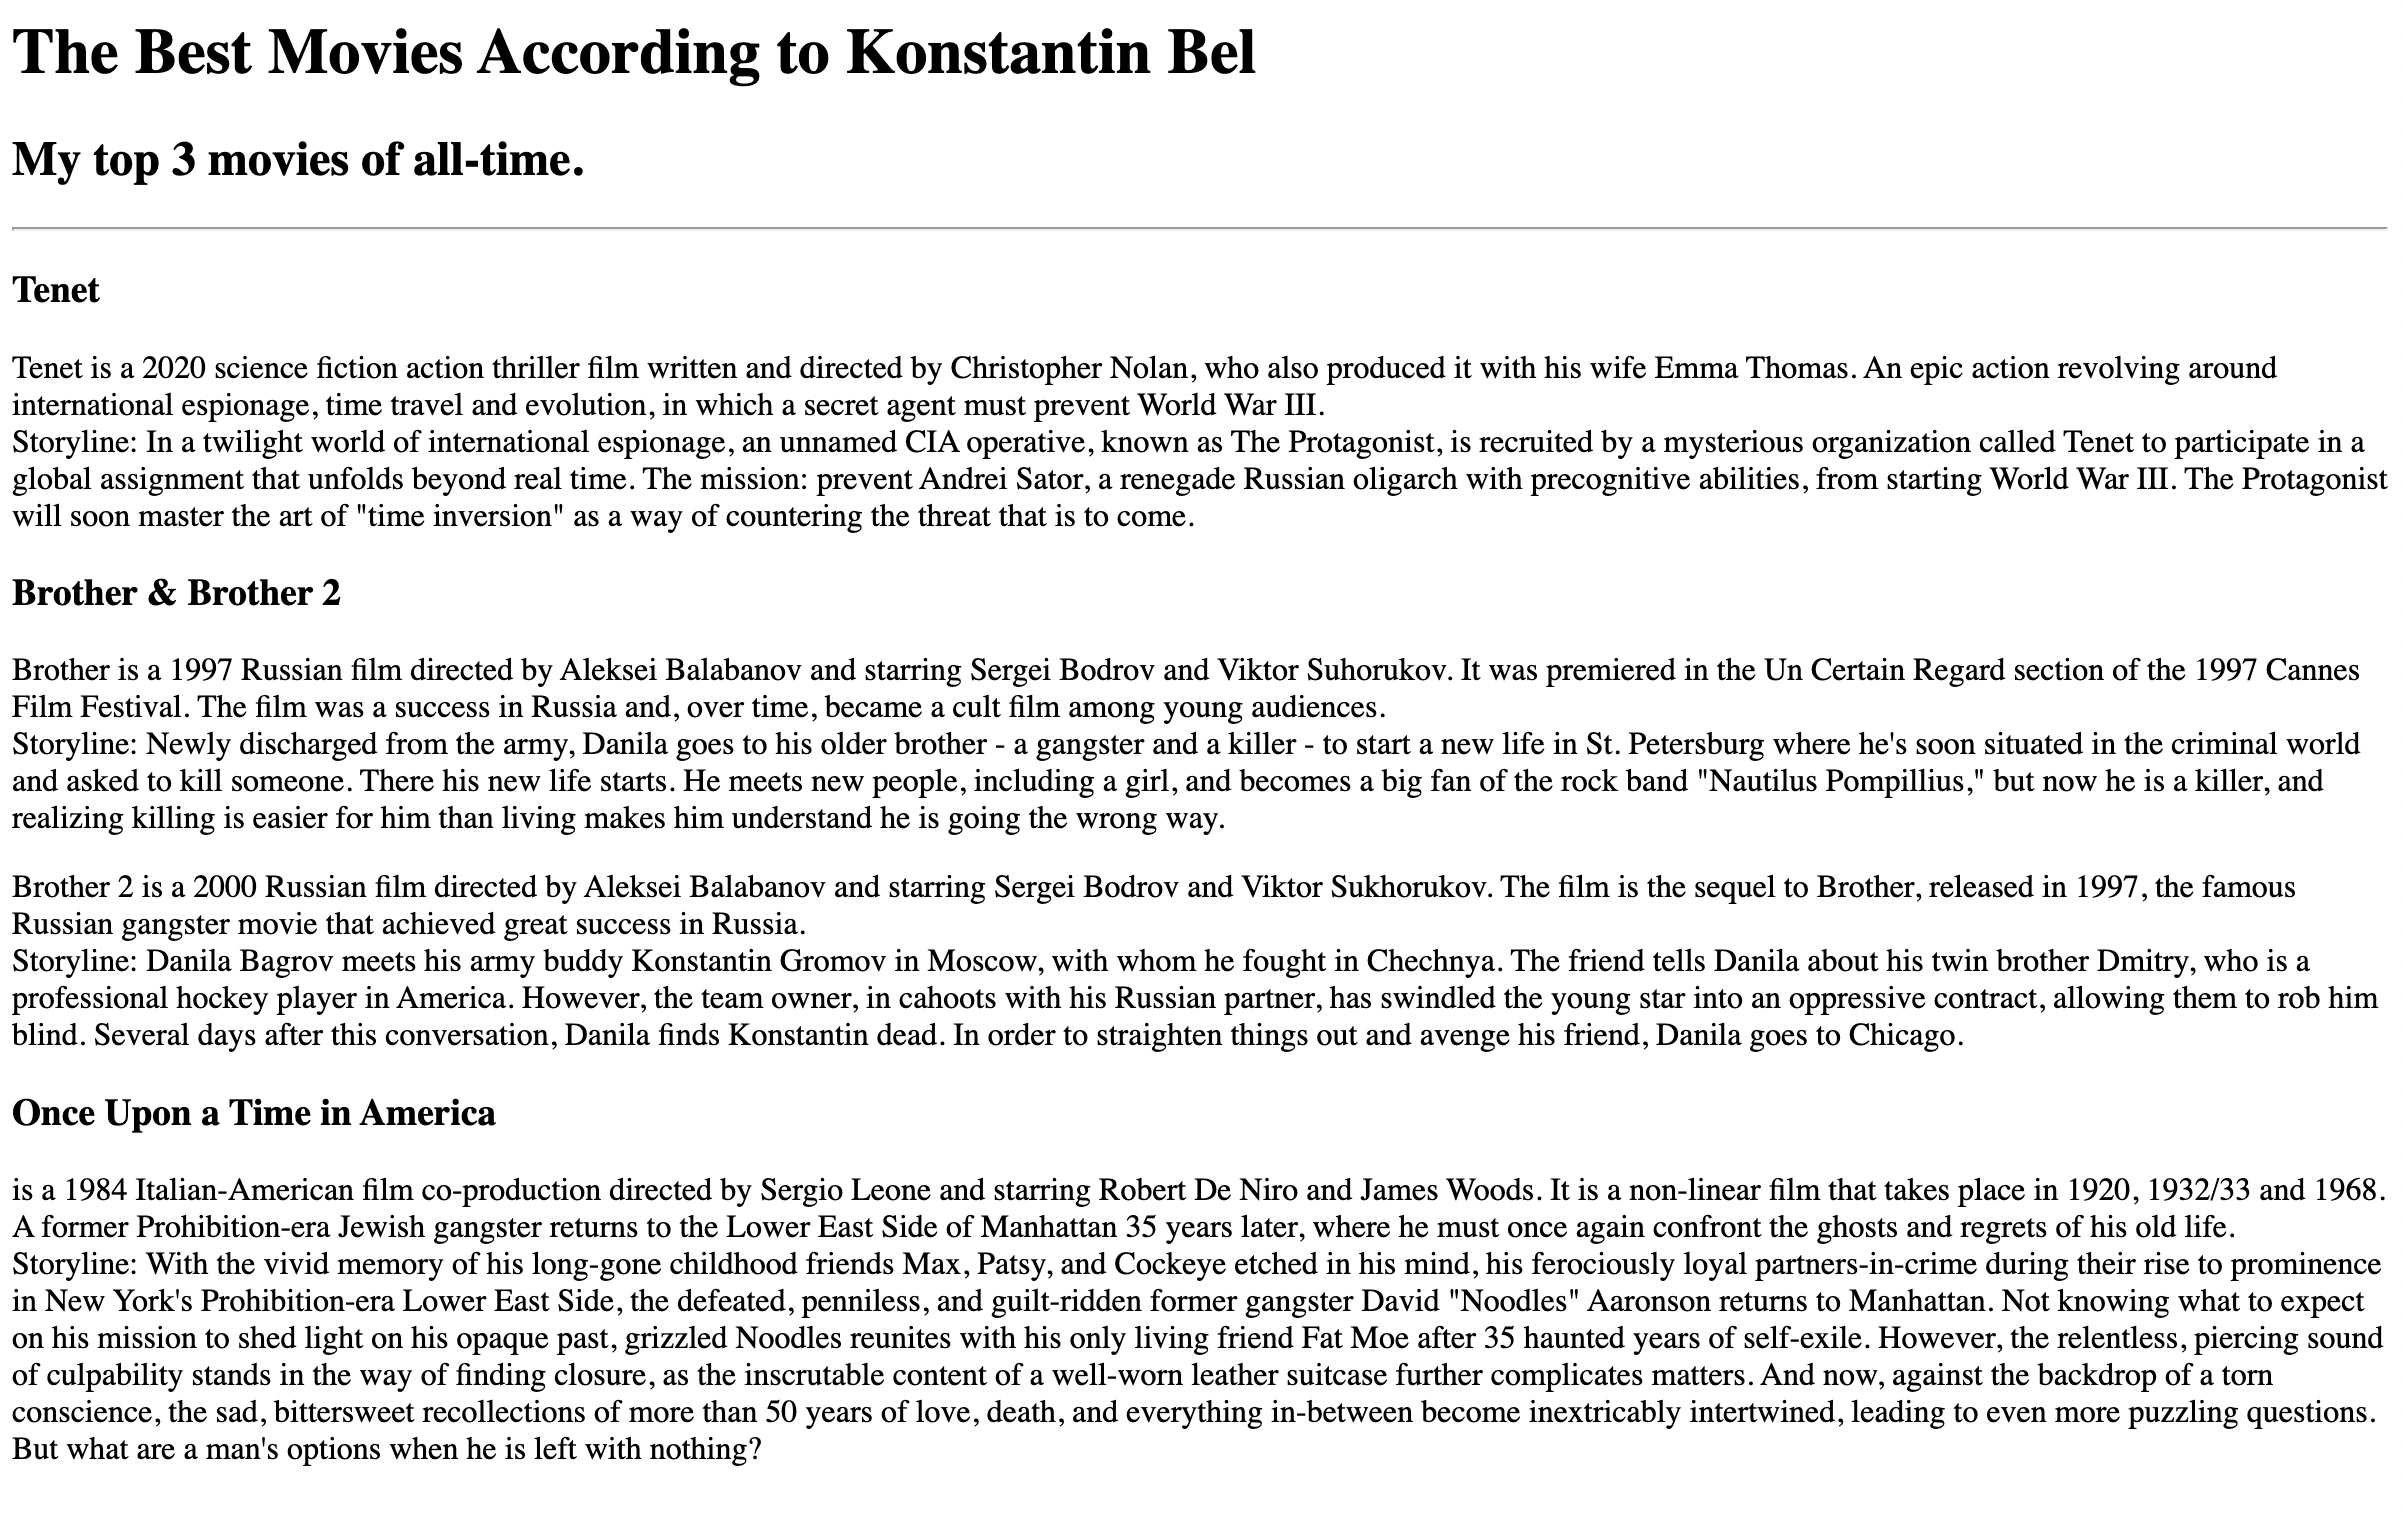 The Best Movies According to Konstantin Bel
My top 3 movies of all-time.
Tenet
Tenet is a 2020 science fiction action thriller film written and directed by Christopher Nolan, who also produced it with his wife Emma Thomas. An epic action revolving around
international espionage, time travel and evolution, in which a secret agent must prevent World War III.
Storyline: In a twilight world of international espionage, an unnamed CIA operative, known as The Protagonist, is recruited by a mysterious organization called Tenet to participate in a
global assignment that unfolds beyond real time. The mission: prevent Andrei Sator, a renegade Russian oligarch with precognitive abilities, from starting World War III. The Protagonist
will soon master the art of "time inversion" as a way of countering the threat that is to come.
Brother & Brother 2
Brother is a 1997 Russian film directed by Aleksei Balabanov and starring Sergei Bodrov and Viktor Suhorukov. It was premiered in the Un Certain Regard section of the 1997 Cannes
Film Festival. The film was a success in Russia and, over time, became a cult film among young audiences.
Storyline: Newly discharged from the army, Danila goes to his older brother - a gangster and a killer - to start a new life in St. Petersburg where he's soon situated in the criminal world
and asked to kill someone. There his new life starts. He meets new people, including a girl, and becomes a big fan of the rock band "Nautilus Pompillius," but now he is a killer, and
realizing killing is easier for him than living makes him understand he is going the wrong way.
Brother 2 is a 2000 Russian film directed by Aleksei Balabanov and starring Sergei Bodrov and Viktor Sukhorukov. The film is the sequel to Brother, released in 1997, the famous
Russian gangster movie that achieved great success in Russia.
Storyline: Danila Bagrov meets his army buddy Konstantin Gromov in Moscow, with whom he fought in Chechnya. The friend tells Danila about his twin brother Dmitry, who is a
professional hockey player in America. However, the team owner, in cahoots with his Russian partner, has swindled the young star into an oppressive contract, allowing them to rob him
blind. Several days after this conversation, Danila finds Konstantin dead. In order to straighten things out and avenge his friend, Danila goes to Chicago.
Once Upon a Time in America
is a 1984 Italian-American film co-production directed by Sergio Leone and starring Robert De Niro and James Woods. It is a non-linear film that takes place in 1920, 1932/33 and 1968.
A former Prohibition-era Jewish gangster returns to the Lower East Side of Manhattan 35 years later, where he must once again confront the ghosts and regrets of his old life.
Storyline: With the vivid memory of his long-gone childhood friends Max, Patsy, and Cockeye etched in his mind, his ferociously loyal partners-in-crime during their rise to prominence
in New York's Prohibition-era Lower East Side, the defeated, penniless, and guilt-ridden former gangster David "Noodles" Aaronson returns to Manhattan. Not knowing what to expect
on his mission to shed light on his opaque past, grizzled Noodles reunites with his only living friend Fat Moe after 35 haunted years of self-exile. However, the relentless, piercing sound
of culpability stands in the way of finding closure, as the inscrutable content of a well-worn leather suitcase further complicates matters. And now, against the backdrop of a torn
conscience, the sad, bittersweet recollections of more than 50 years of love, death, and everything in-between become inextricably intertwined, leading to even more puzzling questions.
But what are a man's options when he is left with nothing?